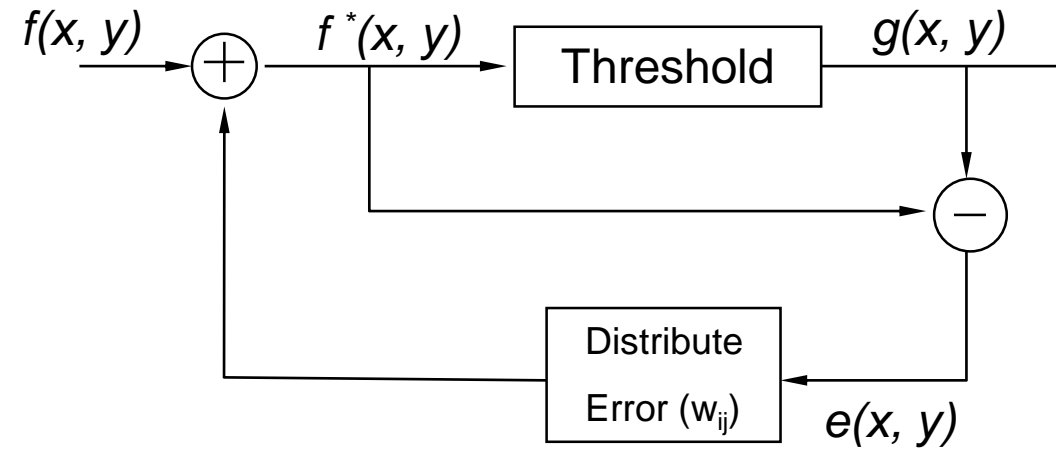 f(x, y)
+
f *(x, y)
Threshold
g(x, y)
−
Distribute
Error (wij)
e(x, y)